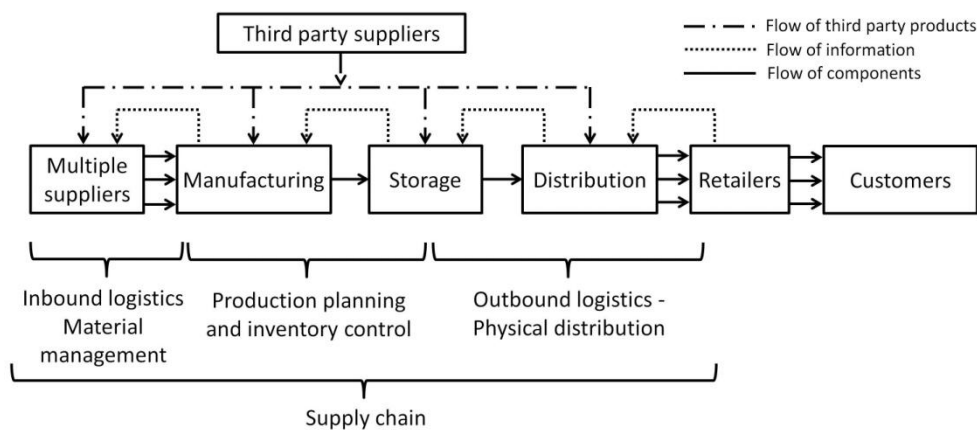 Third party suppliers
Flow of third party products
Flow of information
Flow of components
Multiple
suppliers
Manufacturing
Storage
Distribution
Retailers
Customers
Inbound logistics
Material
management
Production planning
and inventory control
Outbound logistics -
Physical distribution
Supply chain